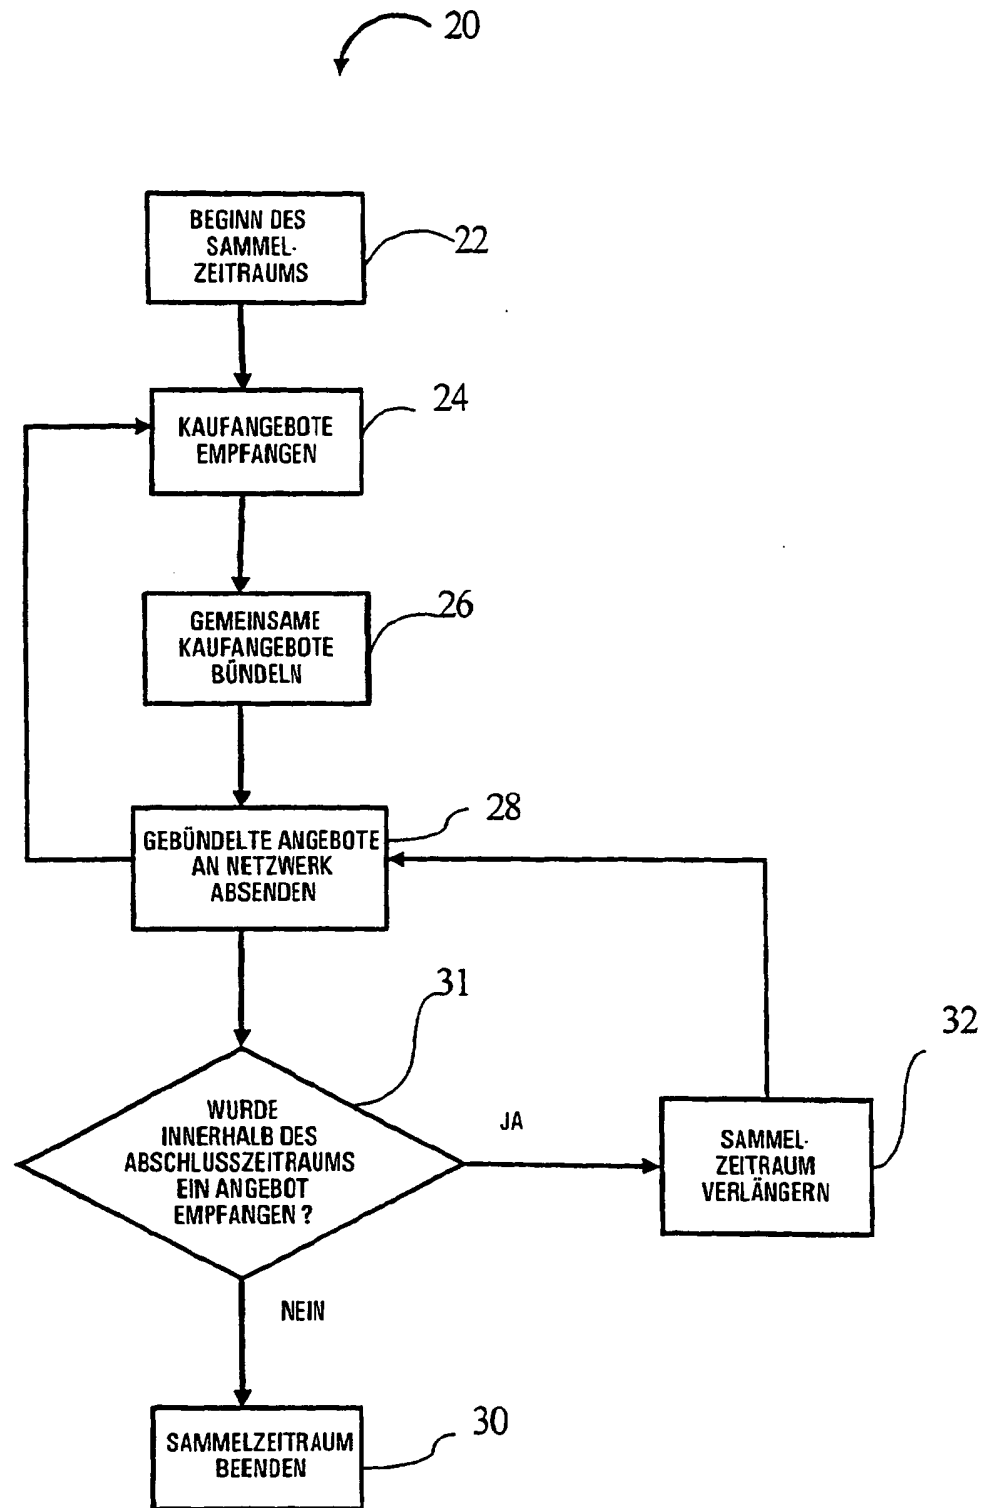 20
BEGINN DES
SAMMEL-
ZEITRAUMS
22
KAUFANGEBOTE
EMPFANGEN
24
GEMEINSAME
KAUFANGEBOTE
BÜNDELN
26
GEBÜNDELTE ANGEBOTE
AN NETZWERK
ABSENDEN
28
WURDE
INNERHALB DES
ABSCHLUSSZEITRAUMS
EIN ANGEBOT
EMPFANGEN ?
31
JA
SAMMEL-
ZEITRAUM
VERLÄNGERN
32
NEIN
SAMMELZEITRAUM
BEENDEN
30